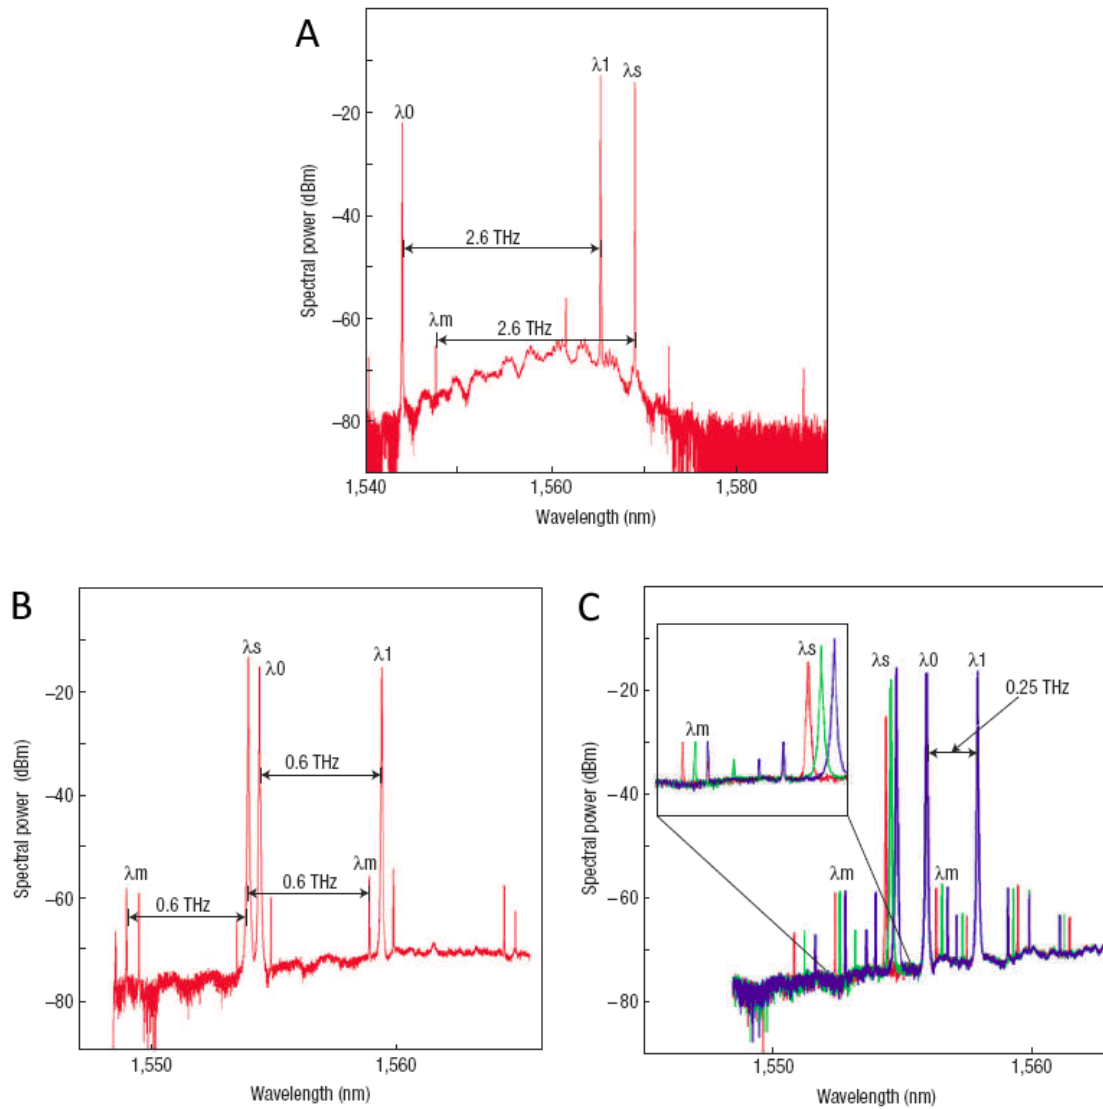 A
λ1
λs
λ0
–20
–40
2.6 THz
–60
λm
2.6 THz
–80
1,540
1,560
1,580
Spectral power (dBm)
Wavelength (nm)
B
λs
λ0
λ1
–20
0.6 THz
–40
λm
0.6 THz
λm
0.6 THz
–60
–80
1,550
1,560
Spectral power (dBm)
Wavelength (nm)
C
λs
λm
λs
λ0
λ1
0.25 THz
–20
–40
λm
λm
–60
–80
1,550
1,560
Spectral power (dBm)
Wavelength (nm)